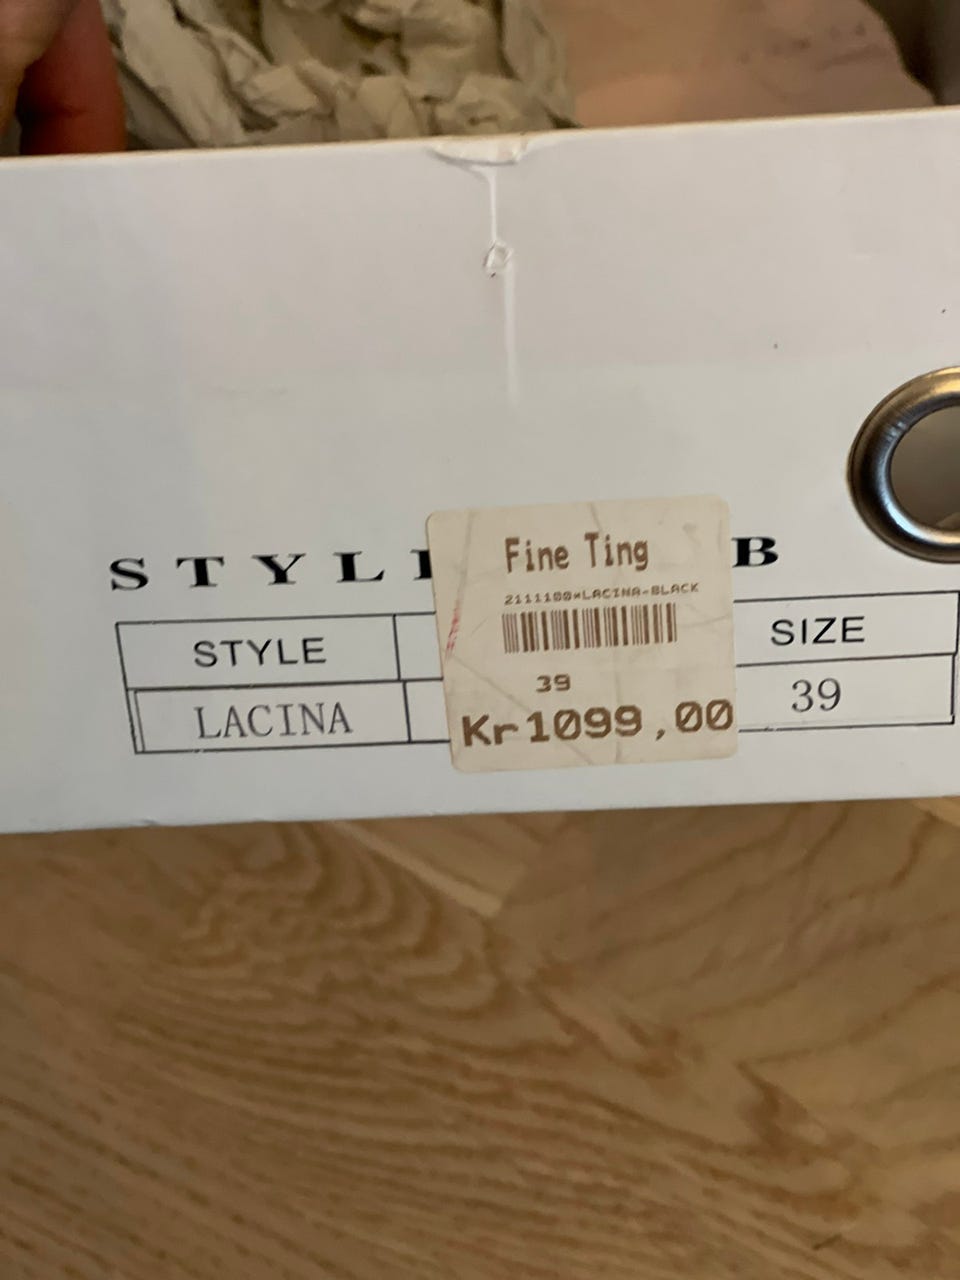 STYL
B
Fine Ting
2111100*LACINA-BLACK
STYLE
SIZE
39
LACINA
39
Kr1099,00